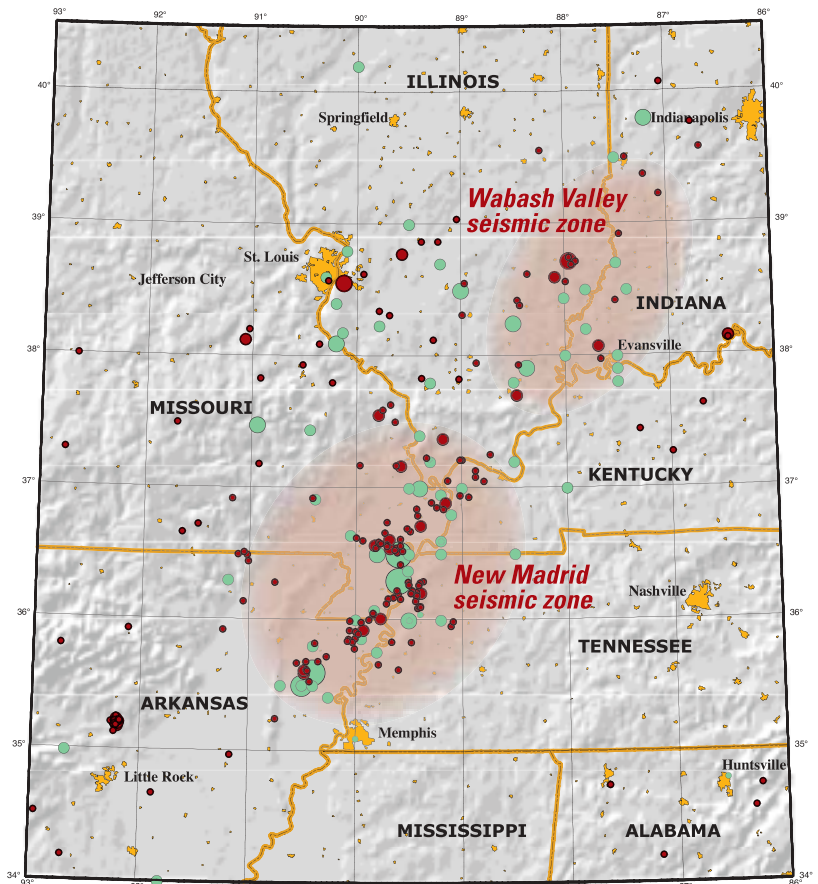 93° 92° 91° 90° 89° 88° 87° 86°
ILLINOIS
40° 40°
Springfield
Indianapolis
Wabash Valley
seismic zone
39° 39°
St. Louis
Jefferson City
INDIANA
Evansville
38° 38°
MISSOURI
KENTUCKY
37° 37°
New Madrid
seismic zone
Nashville
36° 36°
TENNESSEE
ARKANSAS
Memphis
35° 35°
Huntsville
Little Rock
MISSISSIPPI
ALABAMA
34° 34°
93° 86°